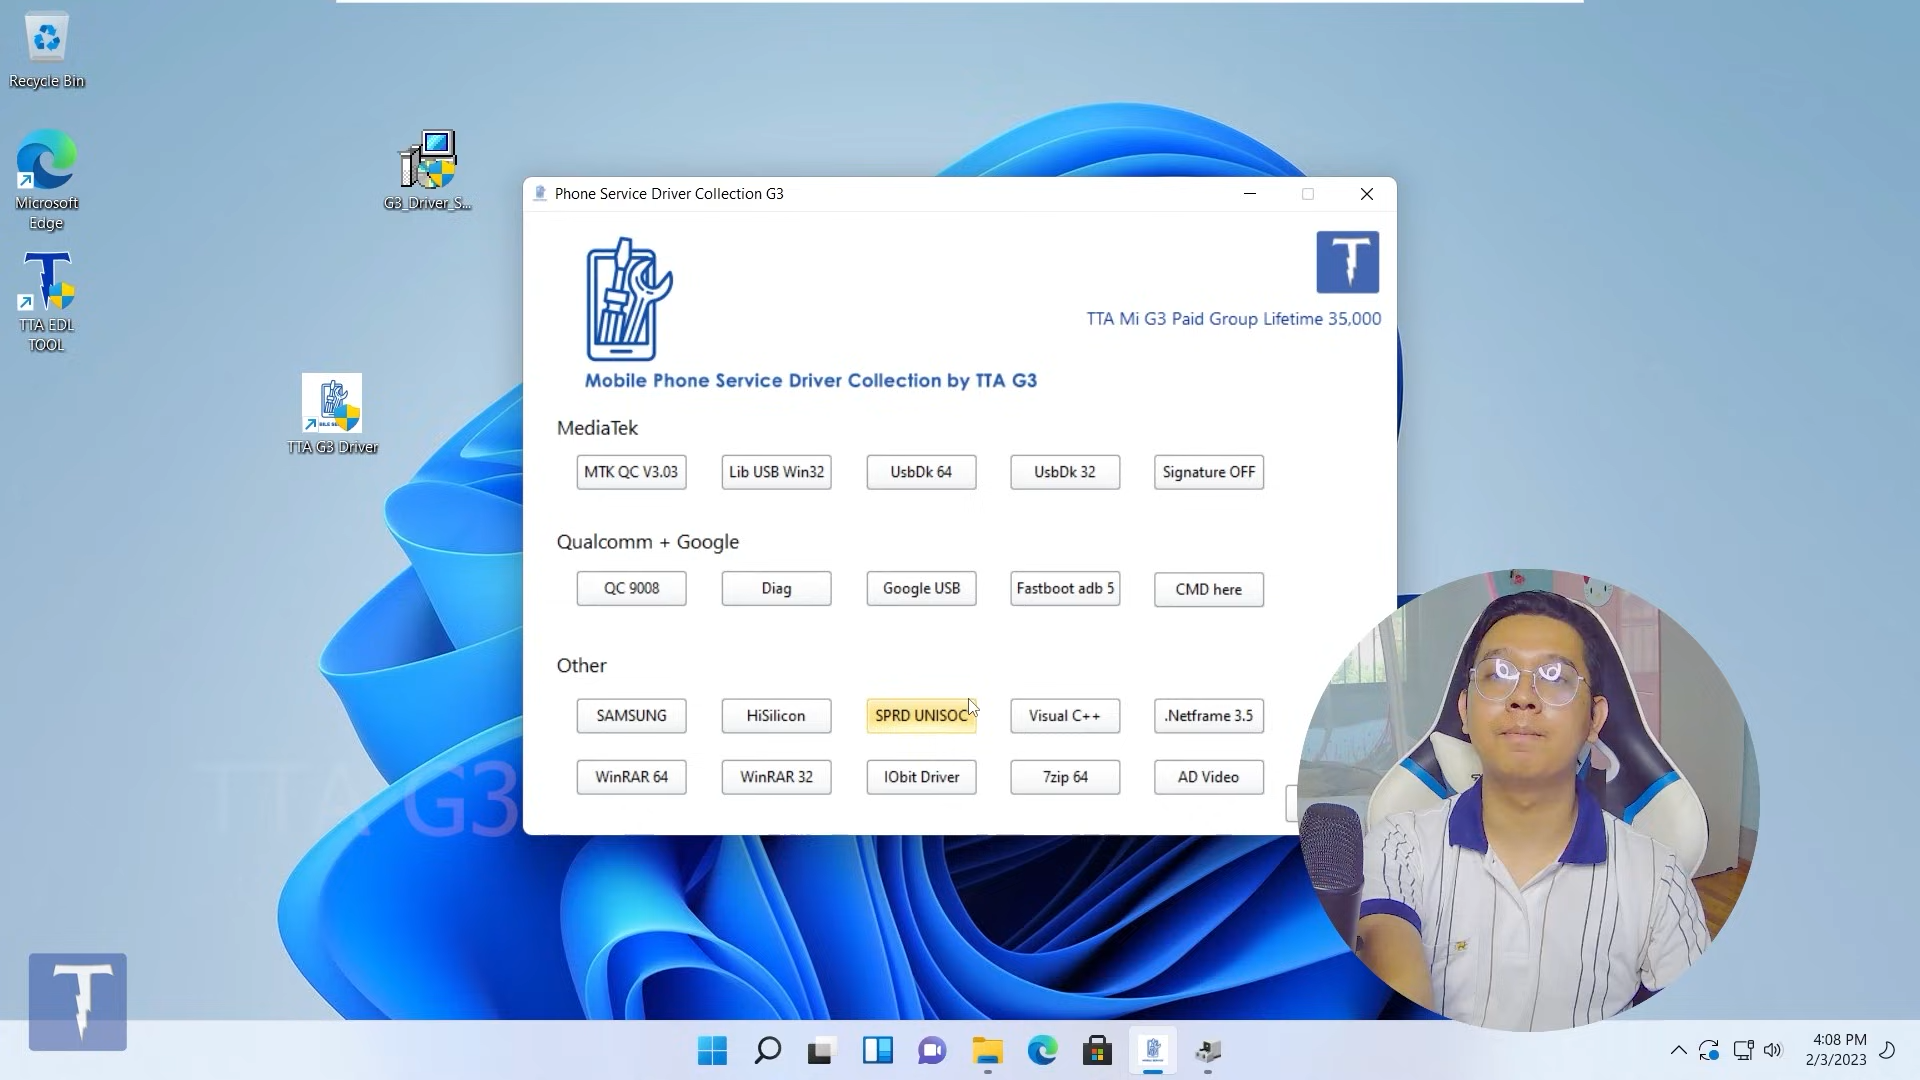 Recycle Bin
Microsoft
Edge
TTA EDL
TOOL
G3_Driver_S...
TTA G3 Driver
Phone Service Driver Collection G3
T
TTA Mi G3 Paid Group Lifetime 35,000
Mobile Phone Service Driver Collection by TTA G3
MediaTek
MTK QC V3.03
Lib USB Win32
UsbDk 64
UsbDk 32
Signature OFF
Qualcomm + Google
QC 9008
Diag
Google USB
Fastboot adb 5
CMD here
Other
SAMSUNG
HiSilicon
SPRD UNISOC
Visual C++
.Netframe 3.5
WinRAR 64
WinRAR 32
IObit Driver
7zip 64
AD Video
TTA G3
T
4:08 PM
2/3/2023